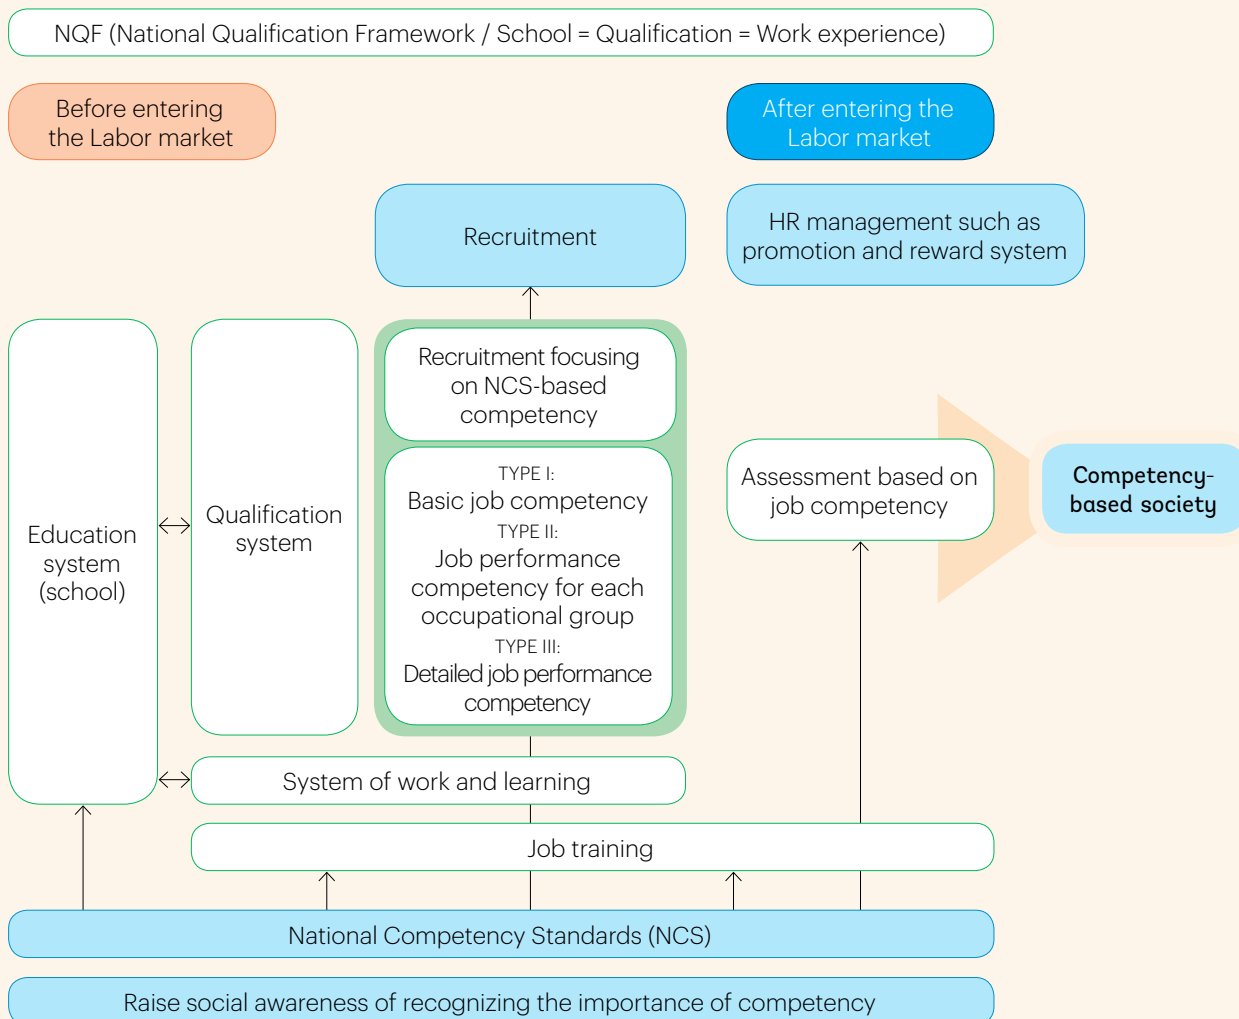 NQF (National Qualification Framework / School = Qualification = Work experience)
Before entering
the Labor market
After entering the
Labor market
Recruitment
HR management such as
promotion and reward system
Education
system
(school)
Qualification
system
Recruitment focusing
on NCS-based
competency
TYPE I:
Basic job competency
TYPE II:
Job performance
competency for each
occupational group
TYPE III:
Detailed job performance
competency
Assessment based on
job competency
Competency-
based society
System of work and learning
Job training
National Competency Standards (NCS)
Raise social awareness of recognizing the importance of competency